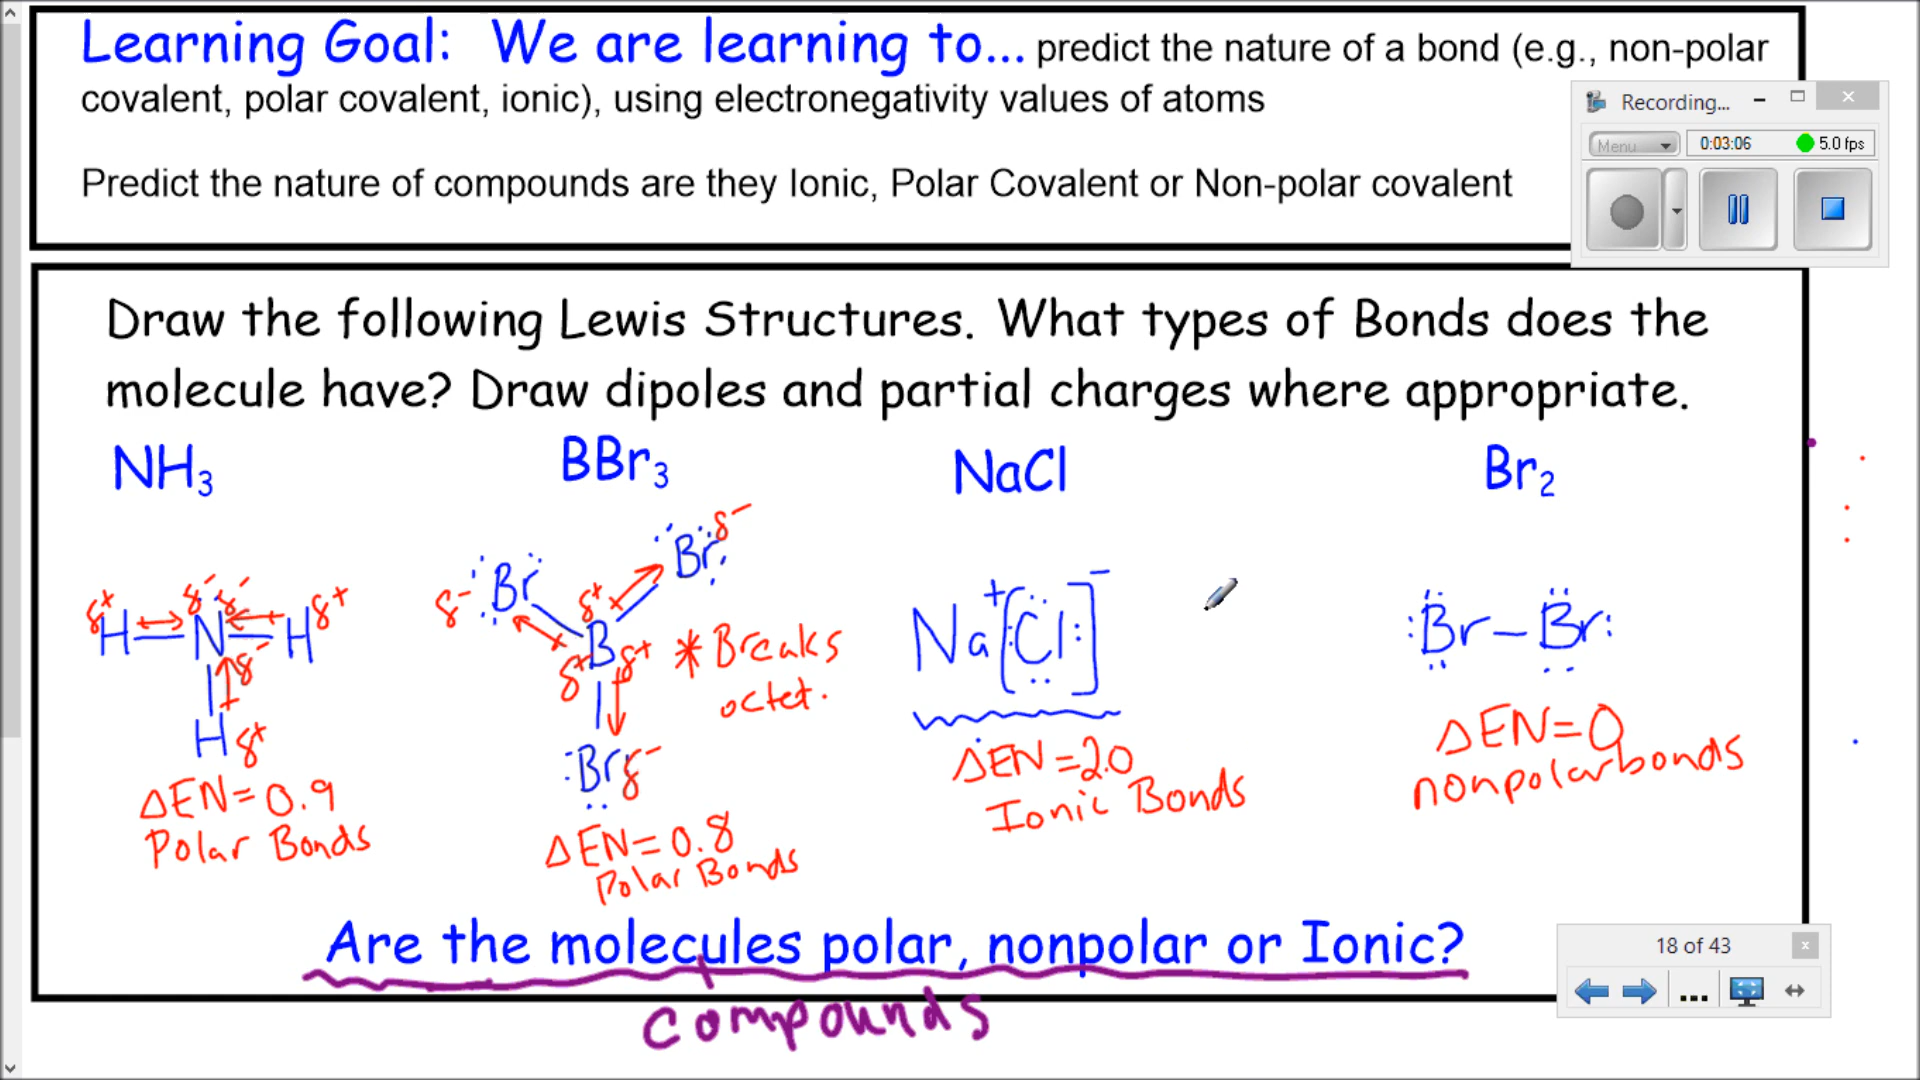 Learning Goal: We are learning to... predict the nature of a bond (e.g., non-polar
covalent, polar covalent, ionic), using electronegativity values of atoms
Predict the nature of compounds are they Ionic, Polar Covalent or Non-polar covalent
Recording...
Menu
0:03:06
5.0 fps
Draw the following Lewis Structures. What types of Bonds does the
molecule have? Draw dipoles and partial charges where appropriate.
NH₃
BBr₃
NaCl
Br₂
δ⁺ H N δ⁻ δ⁻ H δ⁺
δ⁻
H δ⁺
ΔEN = 0.9
Polar Bonds
δ⁻ Br Br δ⁻
δ⁺
B
δ⁺ δ⁺
Br δ⁻
* Breaks
octet.
ΔEN = 0.8
Polar Bonds
Na⁺ [Cl]⁻
ΔEN = 2.0
Ionic Bonds
Br – Br
ΔEN = 0
nonpolar bonds
Are the molecules polar, nonpolar or Ionic?
compounds
18 of 43